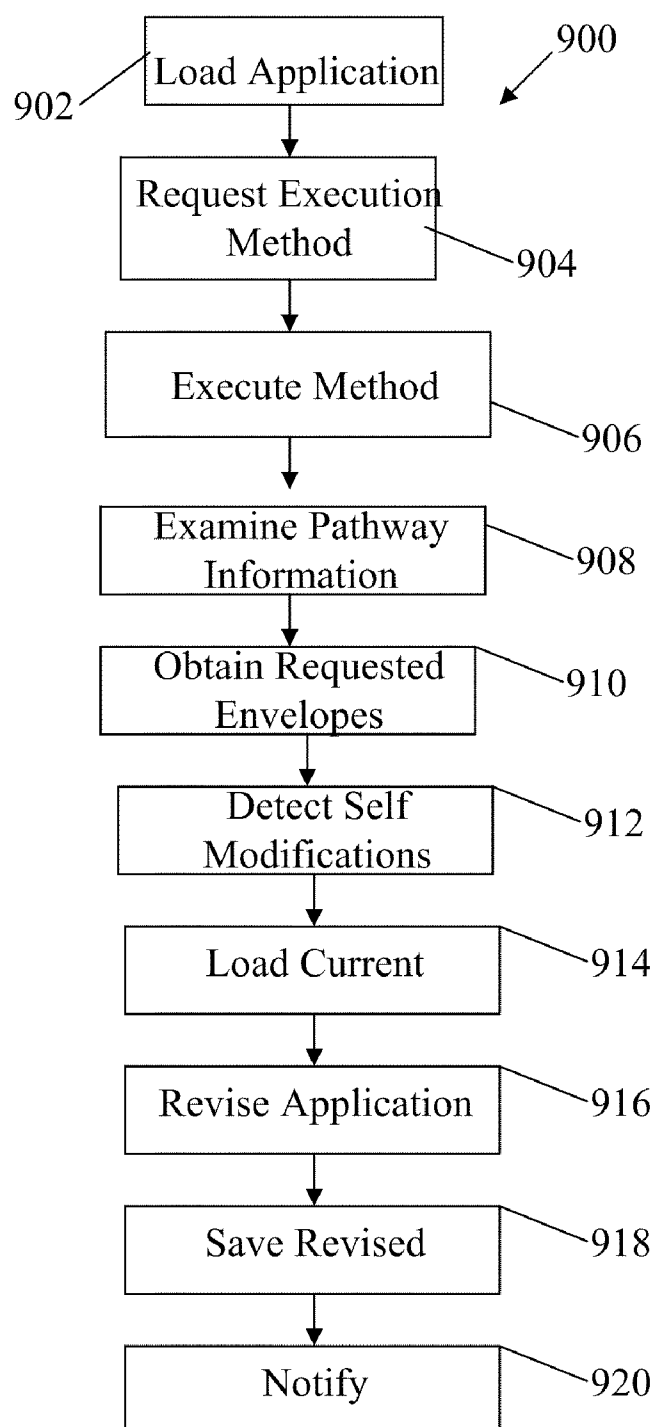 900
Load Application
902
Request Execution
Method
904
Execute Method
906
Examine Pathway
Information
908
Obtain Requested
Envelopes
910
Detect Self
Modifications
912
Load Current
914
Revise Application
916
Save Revised
918
Notify
920